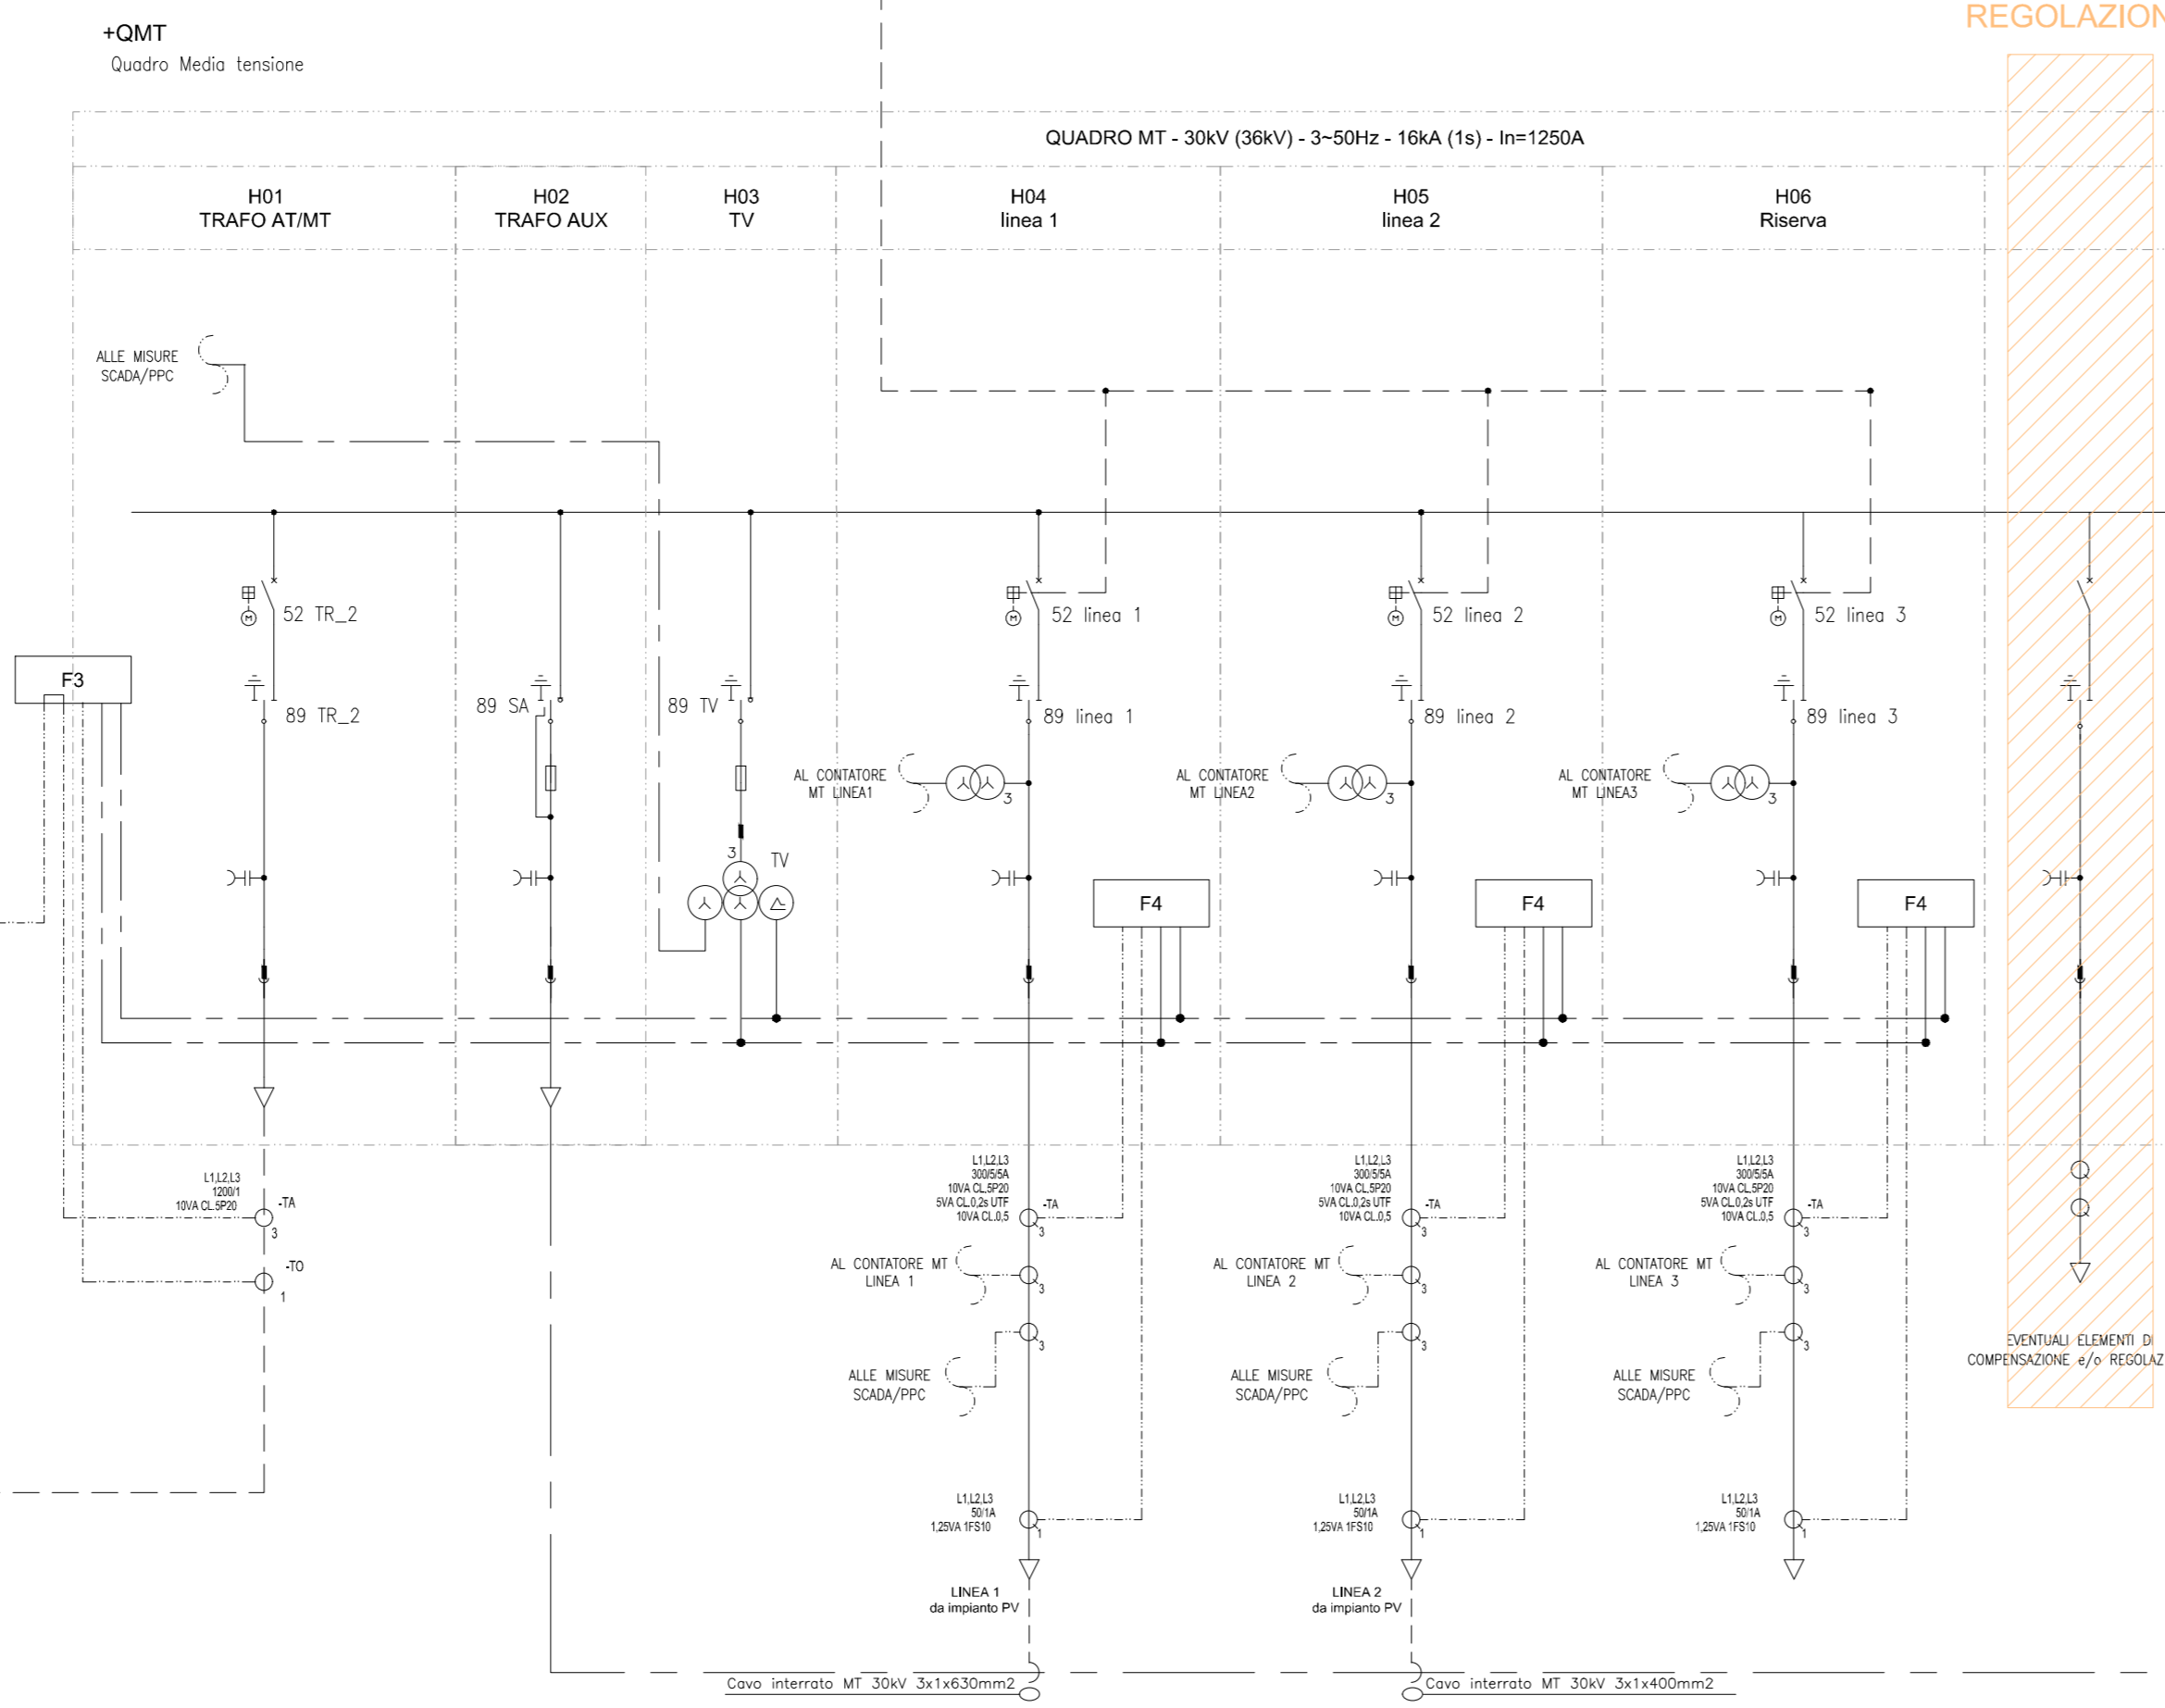 REGOLAZION
+QMT
Quadro Media tensione
QUADRO MT - 30kV (36kV) - 3~50Hz - 16kA (1s) - In=1250A
H01
TRAFO AT/MT
H02
TRAFO AUX
H03
TV
H04
linea 1
H05
linea 2
H06
Riserva
ALLE MISURE
SCADA/PPC
M
52 TR_2
M
52 linea 1
M
52 linea 2
M
52 linea 3
F3
89 TR_2
89 SA
89 TV
89 linea 1
89 linea 2
89 linea 3
AL CONTATORE
MT LINEA1
3
AL CONTATORE
MT LINEA2
3
AL CONTATORE
MT LINEA3
3
3
TV
F4
F4
F4
L1,L2,L3
1200/1
10VA CL.5P20
-TA
3
-TO
1
L1,L2,L3
300/5/5A
10VA CL.5P20
5VA CL.0,2s UTF
10VA CL.0,5
-TA
3
L1,L2,L3
300/5/5A
10VA CL.5P20
5VA CL.0,2s UTF
10VA CL.0,5
-TA
3
L1,L2,L3
300/5/5A
10VA CL.5P20
5VA CL.0,2s UTF
10VA CL.0,5
-TA
3
AL CONTATORE MT
LINEA 1
3
AL CONTATORE MT
LINEA 2
3
AL CONTATORE MT
LINEA 3
3
3
ALLE MISURE
SCADA/PPC
3
ALLE MISURE
SCADA/PPC
3
ALLE MISURE
SCADA/PPC
EVENTUALI ELEMENTI DI
COMPENSAZIONE e/o REGOLAZ
L1,L2,L3
50/1A
1,25VA 1FS10
1
L1,L2,L3
50/1A
1,25VA 1FS10
1
L1,L2,L3
50/1A
1,25VA 1FS10
1
LINEA 1
da impianto PV
LINEA 2
da impianto PV
Cavo interrato MT 30kV 3x1x630mm2
Cavo interrato MT 30kV 3x1x400mm2